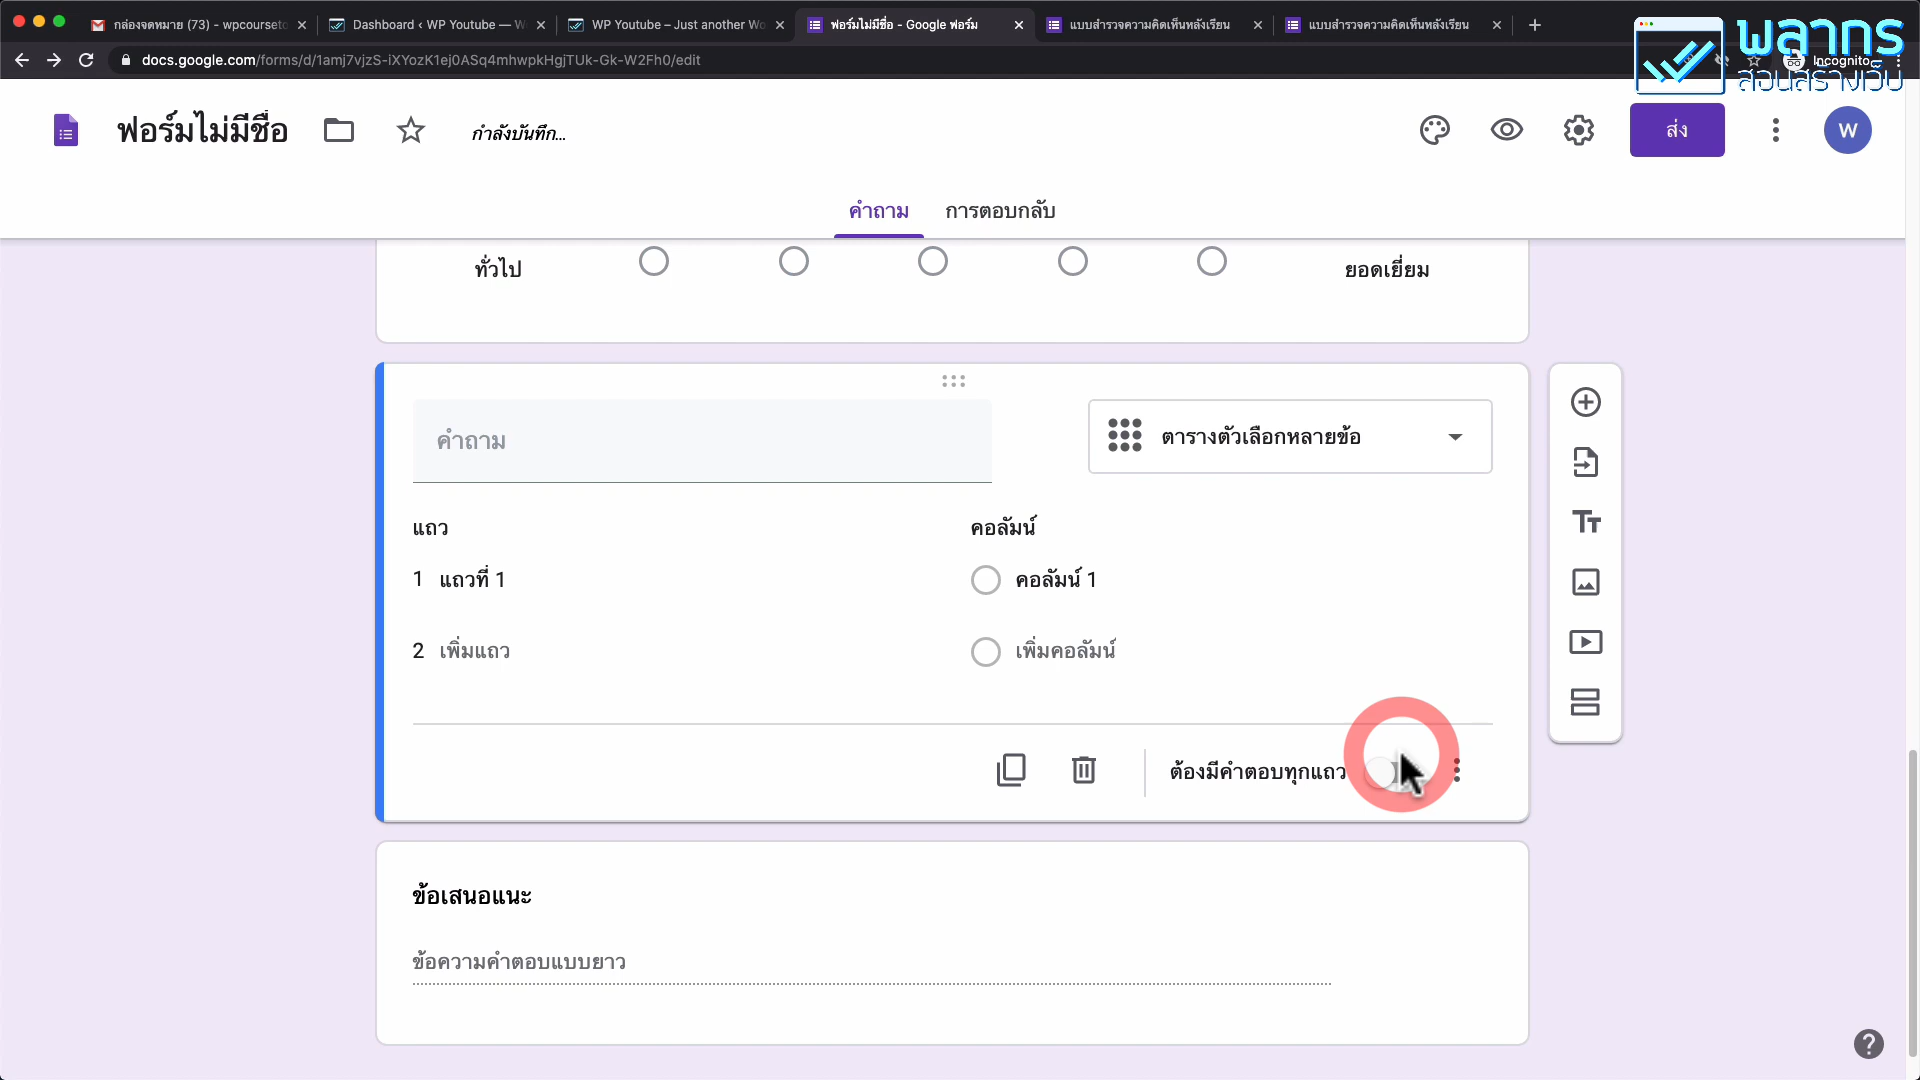 กล่องจดหมาย (73) - wpcourseto
Dashboard ‹ WP Youtube — W
WP Youtube – Just another Wo
ฟอร์มไม่มีชื่อ - Google ฟอร์ม
แบบสำรวจความคิดเห็นหลังเรียน
แบบสำรวจความคิดเห็นหลังเรียน
พลากร
สอนสร้างเว็บ
docs.google.com/forms/d/1amj7vjzS-iXYozK1ej0ASq4mhwpkHgjTUk-Gk-W2Fh0/edit
Incognito
ฟอร์มไม่มีชื่อ
กำลังบันทึก...
ส่ง
W
คำถาม
การตอบกลับ
ทั่วไป
ยอดเยี่ยม
คำถาม
ตารางตัวเลือกหลายข้อ
แถว
คอลัมน์
1 แถวที่ 1
คอลัมน์ 1
2 เพิ่มแถว
เพิ่มคอลัมน์
ต้องมีคำตอบทุกแถว
ข้อเสนอแนะ
ข้อความคำตอบแบบยาว